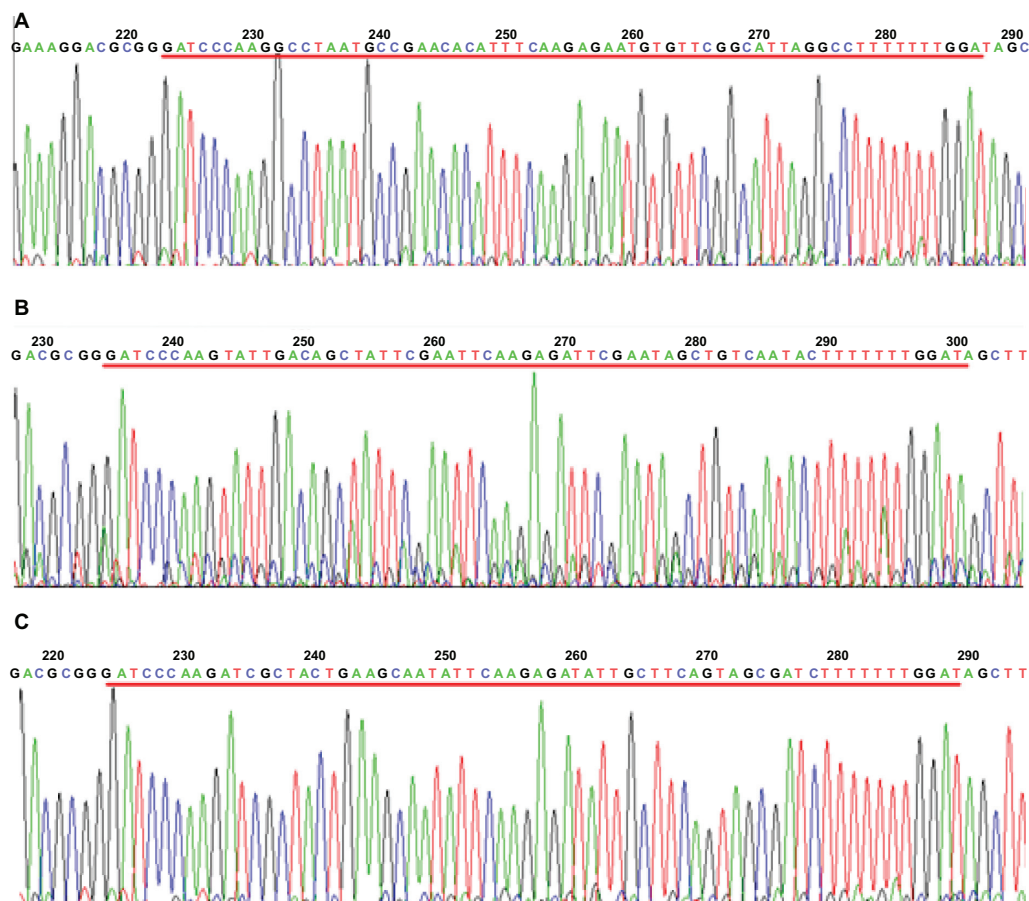 A
220 230 240 250 260 270 280 290
GAAAGGACGCGGGATCCCAAGGCCTAATGCCGAACACATTTCAAGAGAATGTGTTCGGCATTAGGCCTTTTTTTGGATAGC
B
230 240 250 260 270 280 290 300
GACGCGGGATCCCAAGTATTGACAGCTATTCGAATTCAAGAGATTCGAATAGCTGTCAATACTTTTTTTGGATAGCTT
C
220 230 240 250 260 270 280 290
GACGCGGGATCCCAAGATCGCTACTGAAGCAATATTCAAGAGATATTGCTTCAGTAGCGATCTTTTTTTGGATAGCTT